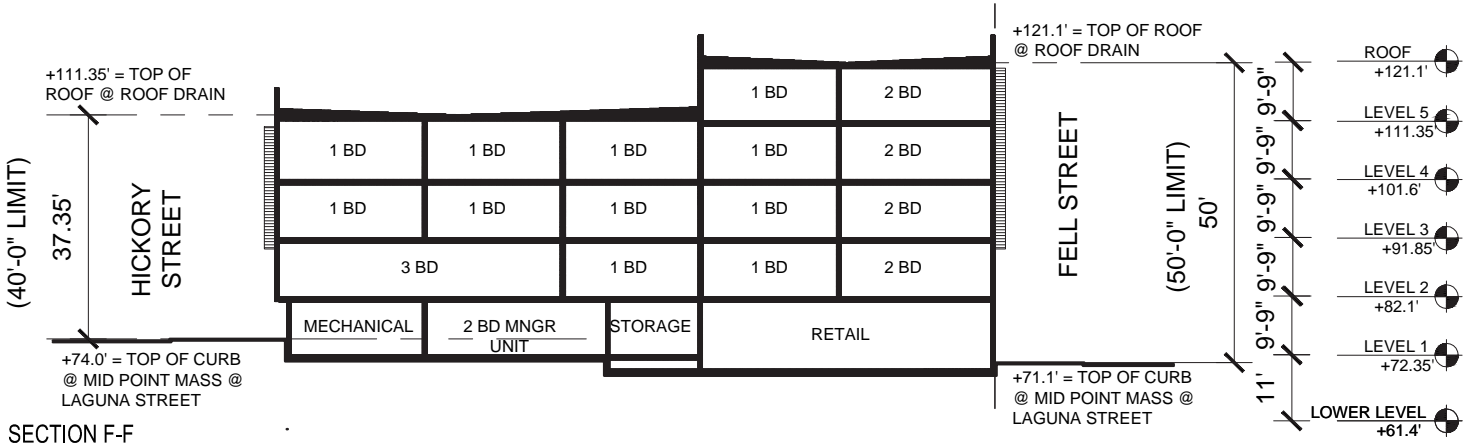 +121.1' = TOP OF ROOF
@ ROOF DRAIN
+111.35' = TOP OF
ROOF @ ROOF DRAIN
(40'-0" LIMIT)
37.35'
HICKORY
STREET
1 BD
2 BD
1 BD
1 BD
1 BD
1 BD
2 BD
1 BD
1 BD
1 BD
1 BD
2 BD
3 BD
1 BD
1 BD
2 BD
MECHANICAL
2 BD MNGR
UNIT
STORAGE
RETAIL
FELL STREET
(50'-0" LIMIT)
50'
9'-9"
9'-9"
9'-9"
9'-9"
9'-9"
11'
ROOF
+121.1'
LEVEL 5
+111.35'
LEVEL 4
+101.6'
LEVEL 3
+91.85'
LEVEL 2
+82.1'
LEVEL 1
+72.35'
LOWER LEVEL
+61.4'
+74.0' = TOP OF CURB
@ MID POINT MASS @
LAGUNA STREET
+71.1' = TOP OF CURB
@ MID POINT MASS @
LAGUNA STREET
SECTION F-F